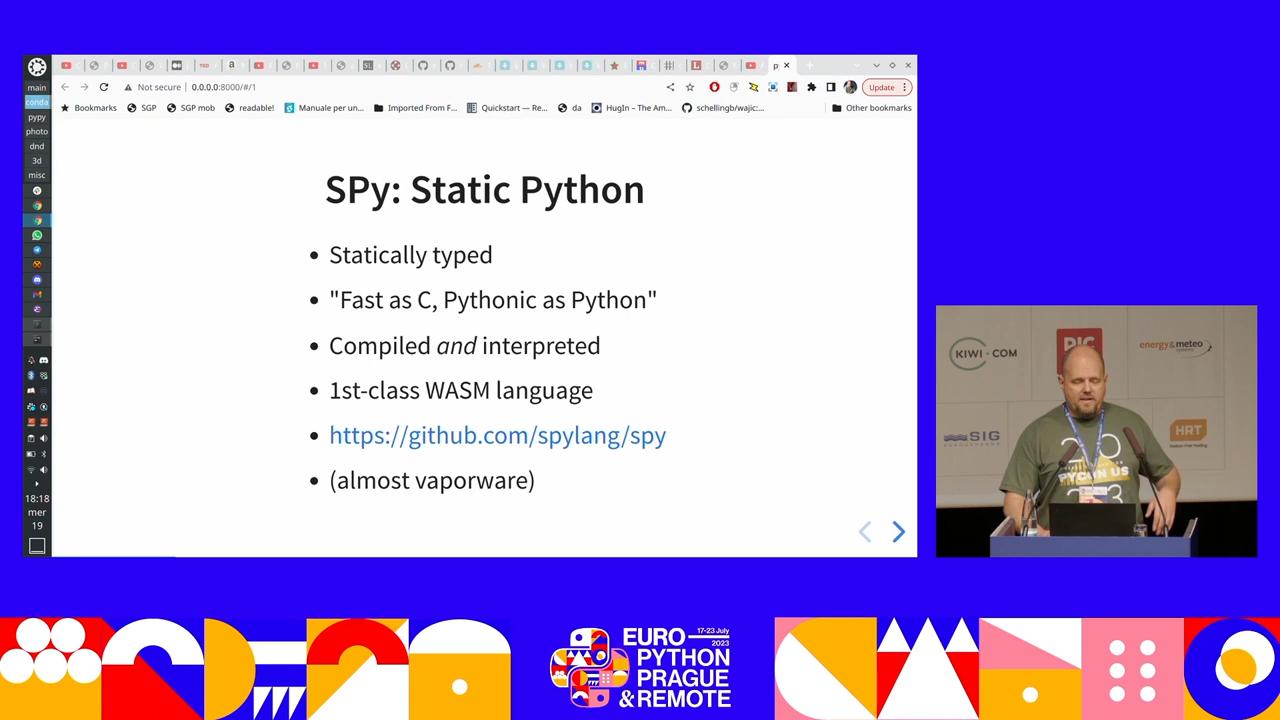 Not secure
0.0.0.0:8000/#/1
Update
Bookmarks
SGP
SGP mob
readable!
Manuale per un...
Imported From F...
Quickstart — Re...
da
HugIn – The Am...
schellingb/wajic:...
Other bookmarks
main
conda
pypy
photo
dnd
3d
misc
18:18
mer
19
SPy: Static Python
• Statically typed
• "Fast as C, Pythonic as Python"
• Compiled and interpreted
• 1st-class WASM language
• https://github.com/spylang/spy
• (almost vaporware)
KIWI.COM
energy&meteo
systems
SIG
HRT
PYCON US
EURO 17-23 July
2023
PYTHON
PRAGUE
& REMOTE